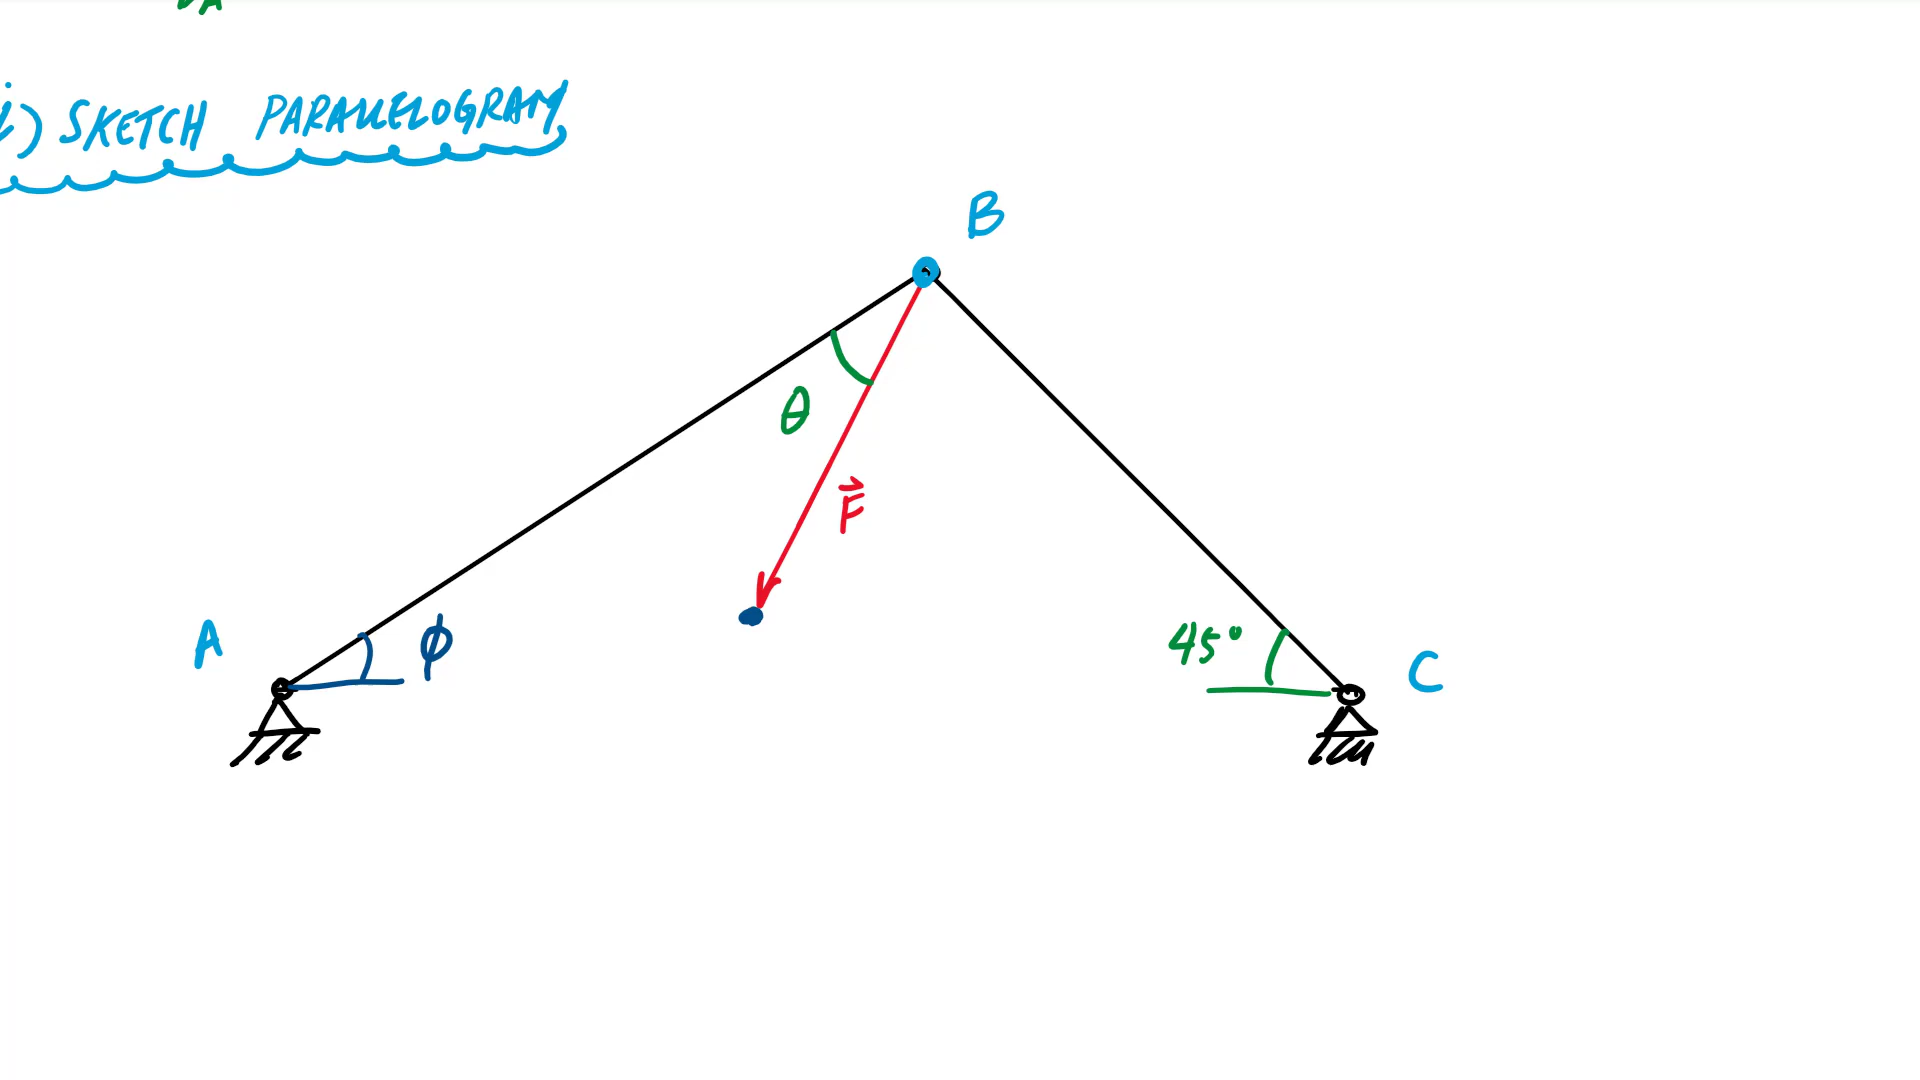 i) SKETCH PARALLELOGRAM
B
θ
F⃗
A
ϕ
45°
C